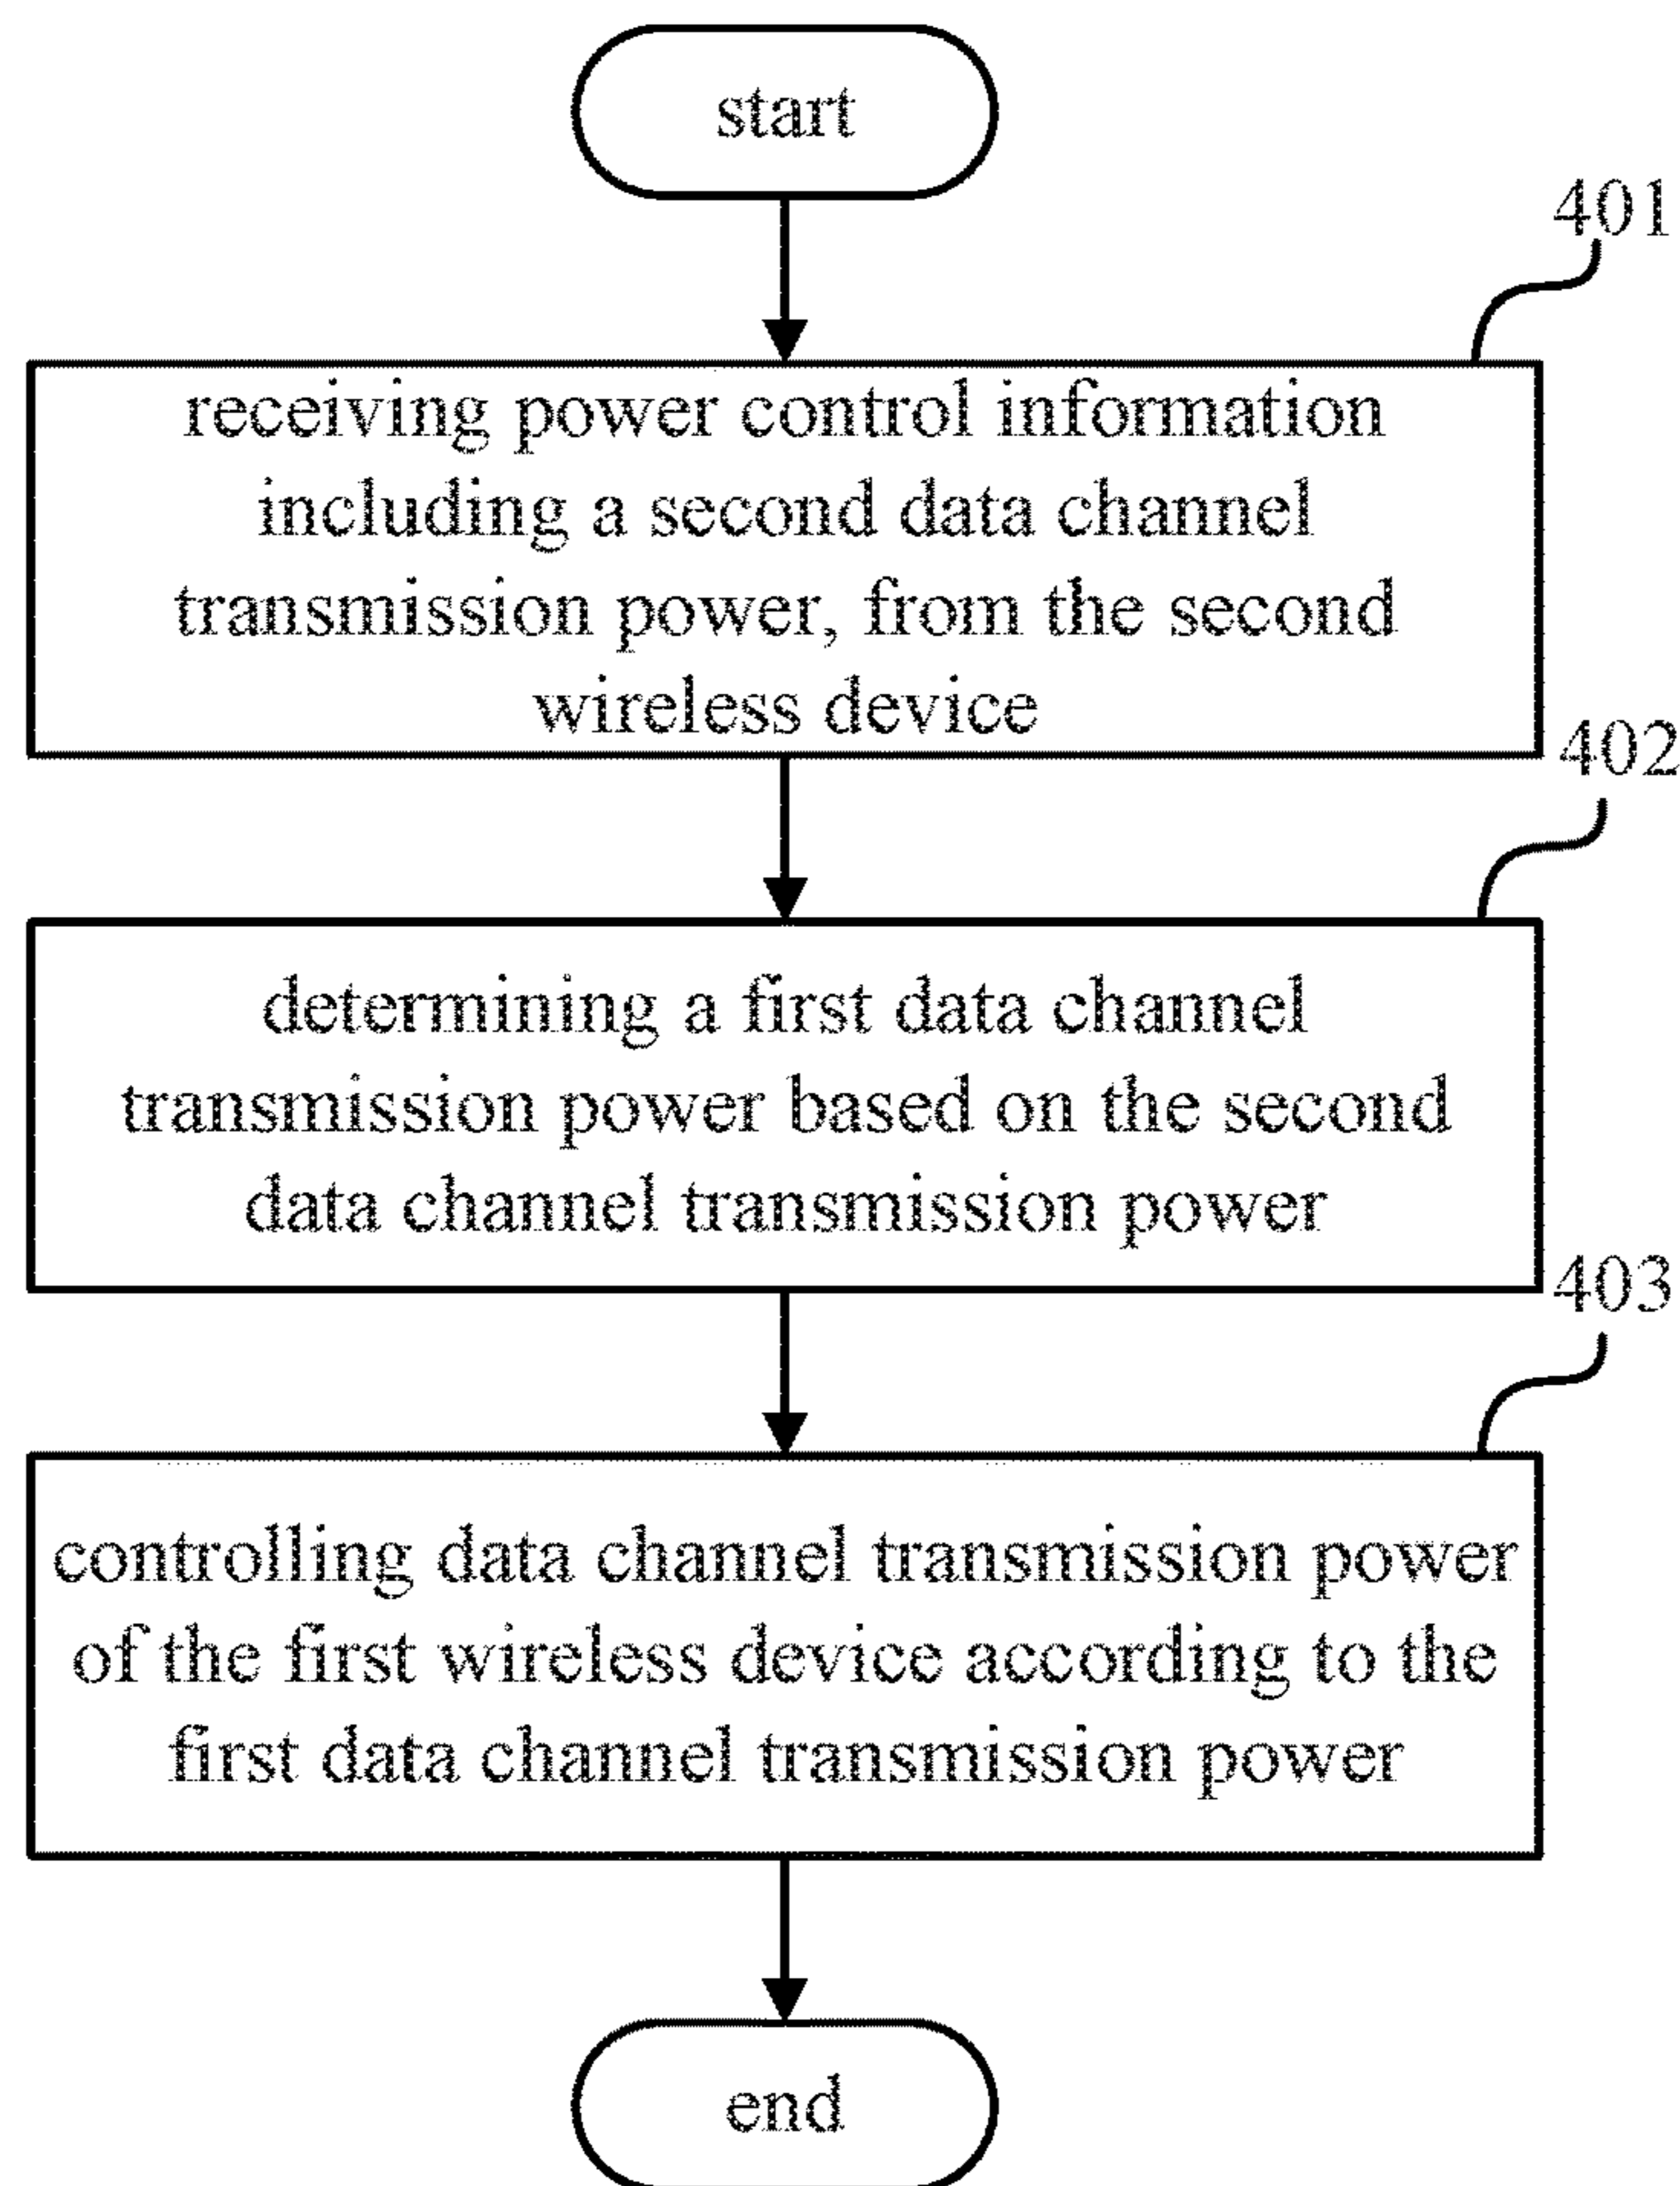 start
401
receiving power control information
including a second data channel
transmission power, from the second
wireless device
402
determining a first data channel
transmission power based on the second
data channel transmission power
403
controlling data channel transmission power
of the first wireless device according to the
first data channel transmission power
end